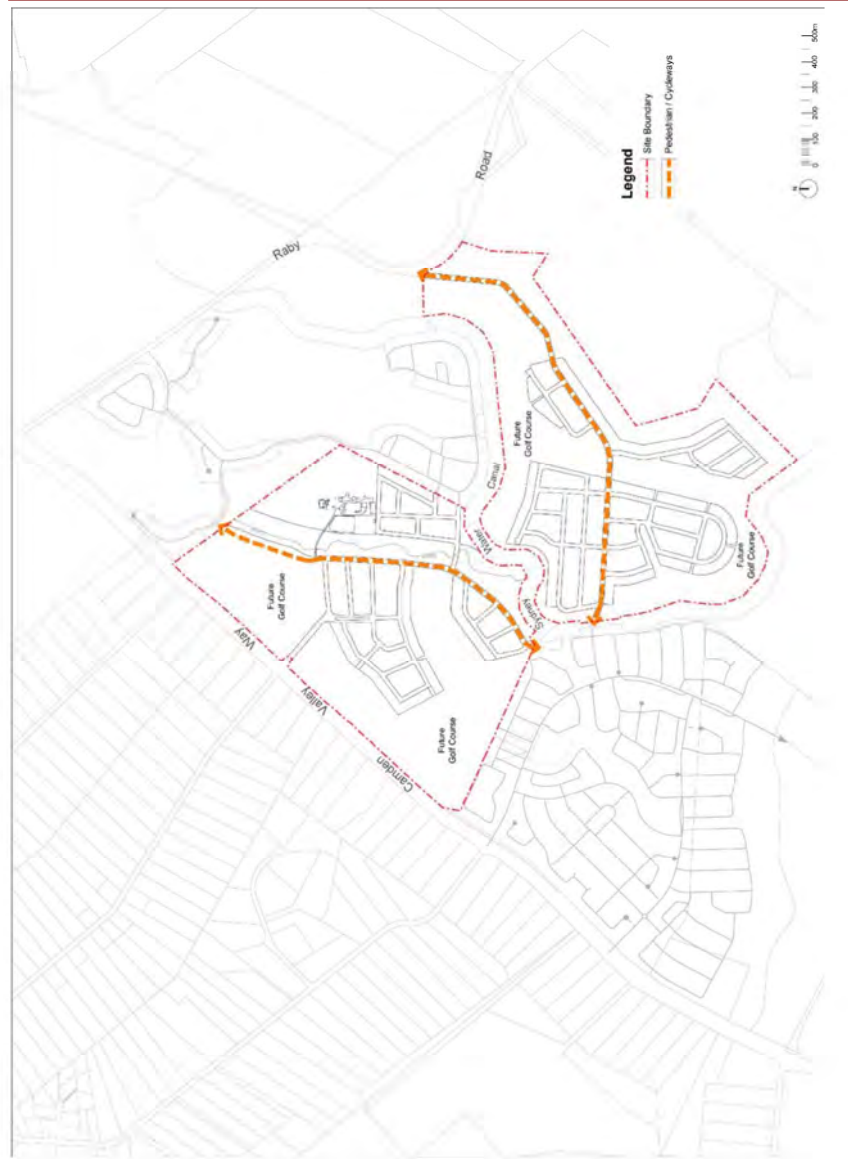 Raby
Road
Legend
Site Boundary
Pedestrian / Cycleways
N
0 100 200 300 400 500m
Way
Valley
Camden
Future
Golf Course
Future
Golf Course
Future
Golf Course
Future
Golf Course
Sydney
Water
Canal